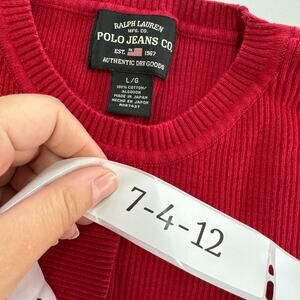 RALPH LAUREN
MFG. CO.
POLO JEANS CO.
EST. 1967
AUTHENTIC DRY GOODS
L/G
100% COTTON/
ALGODON
MADE IN JAPAN
HECHO EN JAPON
7-4-12